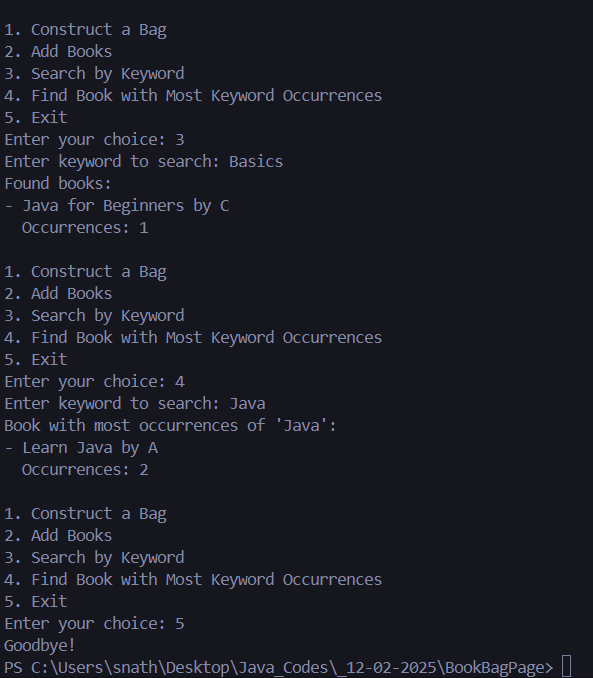 1. Construct a Bag
2. Add Books
3. Search by Keyword
4. Find Book with Most Keyword Occurrences
5. Exit
Enter your choice: 3
Enter keyword to search: Basics
Found books:
- Java for Beginners by C
  Occurrences: 1

1. Construct a Bag
2. Add Books
3. Search by Keyword
4. Find Book with Most Keyword Occurrences
5. Exit
Enter your choice: 4
Enter keyword to search: Java
Book with most occurrences of 'Java':
- Learn Java by A
  Occurrences: 2

1. Construct a Bag
2. Add Books
3. Search by Keyword
4. Find Book with Most Keyword Occurrences
5. Exit
Enter your choice: 5
Goodbye!
PS C:\Users\snath\Desktop\Java_Codes\_12-02-2025\BookBagPage>